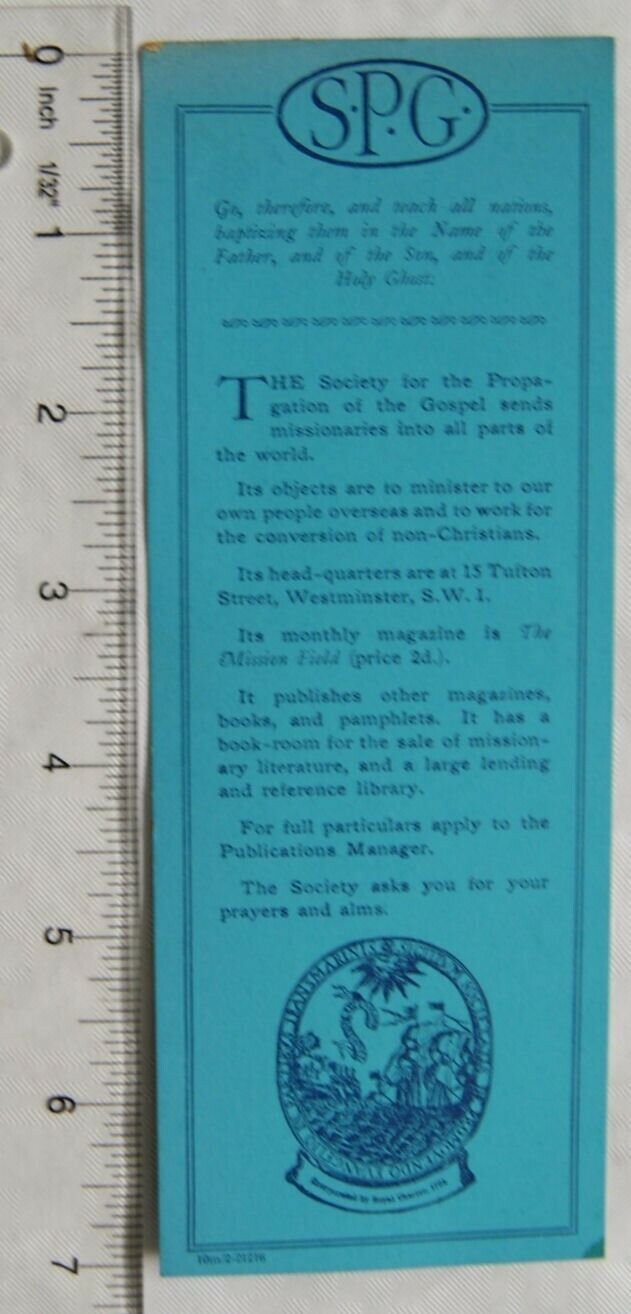 0
Inch 1/32"
1
2
3
4
5
6
7
S·P·G·
Go, therefore, and teach all nations,
baptizing them in the Name of the
Father, and of the Son, and of the
Holy Ghost.
THE Society for the Propa-
gation of the Gospel sends
missionaries into all parts of
the world.
Its objects are to minister to our
own people overseas and to work for
the conversion of non-Christians.
Its head-quarters are at 15 Tufton
Street, Westminster, S.W. 1.
Its monthly magazine is The
Mission Field (price 2d.).
It publishes other magazines,
books, and pamphlets. It has a
book-room for the sale of mission-
ary literature, and a large lending
and reference library.
For full particulars apply to the
Publications Manager.
The Society asks you for your
prayers and alms.
TRANSMARINIS
Incorporated by Royal Charter, 1701